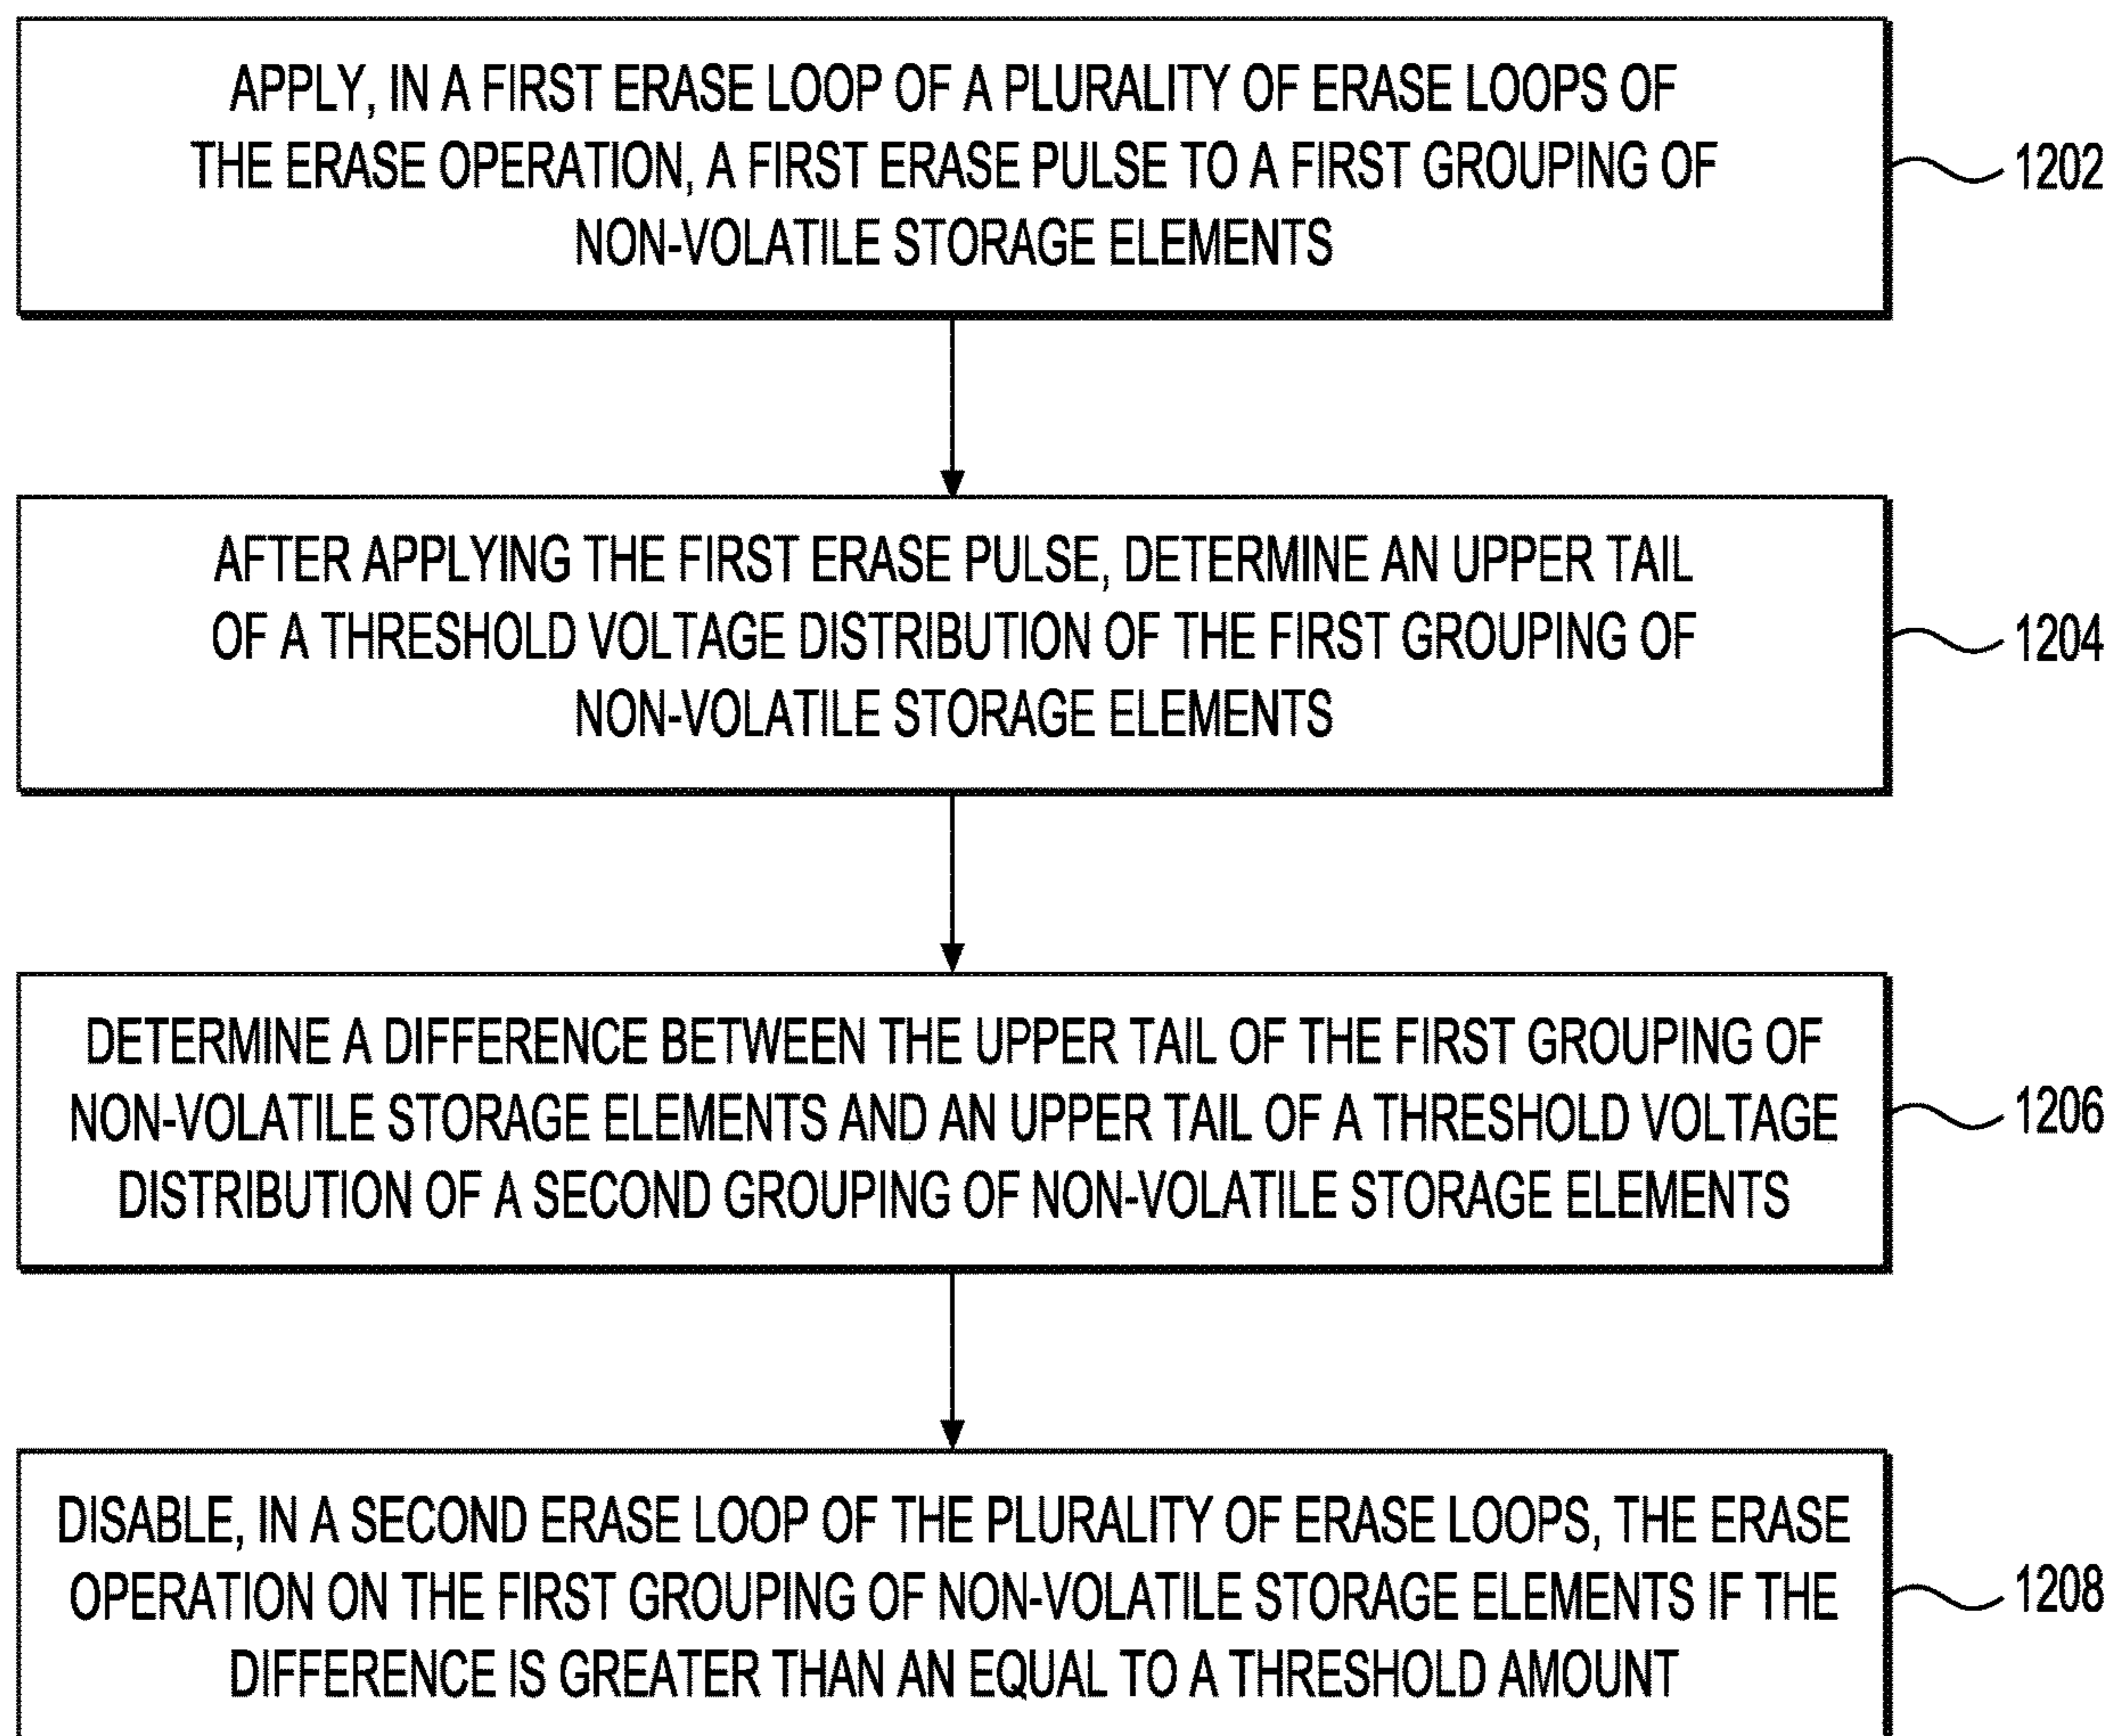 APPLY, IN A FIRST ERASE LOOP OF A PLURALITY OF ERASE LOOPS OF
THE ERASE OPERATION, A FIRST ERASE PULSE TO A FIRST GROUPING OF
NON-VOLATILE STORAGE ELEMENTS
1202
AFTER APPLYING THE FIRST ERASE PULSE, DETERMINE AN UPPER TAIL
OF A THRESHOLD VOLTAGE DISTRIBUTION OF THE FIRST GROUPING OF
NON-VOLATILE STORAGE ELEMENTS
1204
DETERMINE A DIFFERENCE BETWEEN THE UPPER TAIL OF THE FIRST GROUPING OF
NON-VOLATILE STORAGE ELEMENTS AND AN UPPER TAIL OF A THRESHOLD VOLTAGE
DISTRIBUTION OF A SECOND GROUPING OF NON-VOLATILE STORAGE ELEMENTS
1206
DISABLE, IN A SECOND ERASE LOOP OF THE PLURALITY OF ERASE LOOPS, THE ERASE
OPERATION ON THE FIRST GROUPING OF NON-VOLATILE STORAGE ELEMENTS IF THE
DIFFERENCE IS GREATER THAN AN EQUAL TO A THRESHOLD AMOUNT
1208